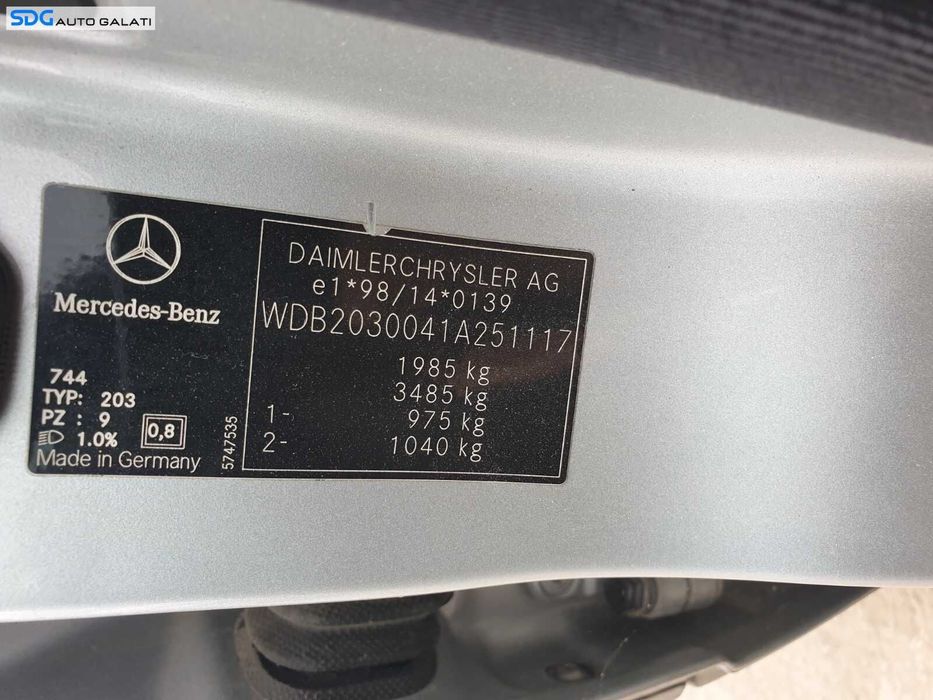 SDG AUTO GALATI
Mercedes-Benz
744
TYP: 203
PZ : 9
1.0% 0,8
Made in Germany
5747535
DAIMLERCHRYSLER AG
e1*98/14*0139
WDB2030041A251117
1985 kg
3485 kg
1- 975 kg
2- 1040 kg